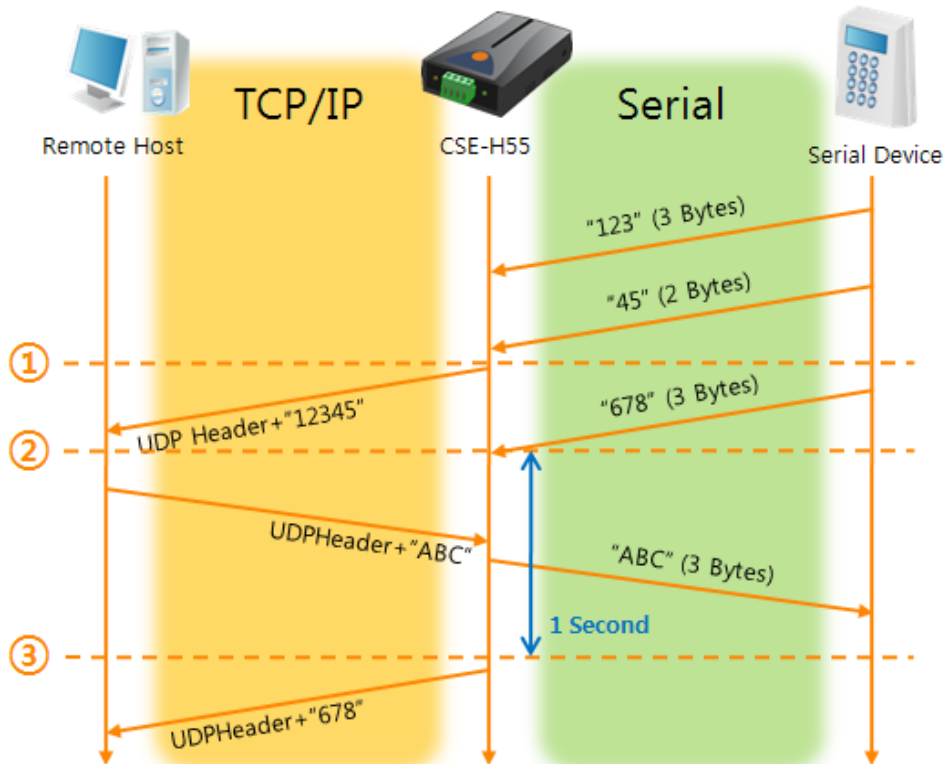 TCP/IP
Serial
Remote Host
CSE-H55
Serial Device
"123" (3 Bytes)
"45" (2 Bytes)
①
UDP Header+"12345"
"678" (3 Bytes)
②
UDPHeader+"ABC"
"ABC" (3 Bytes)
1 Second
③
UDPHeader+"678"